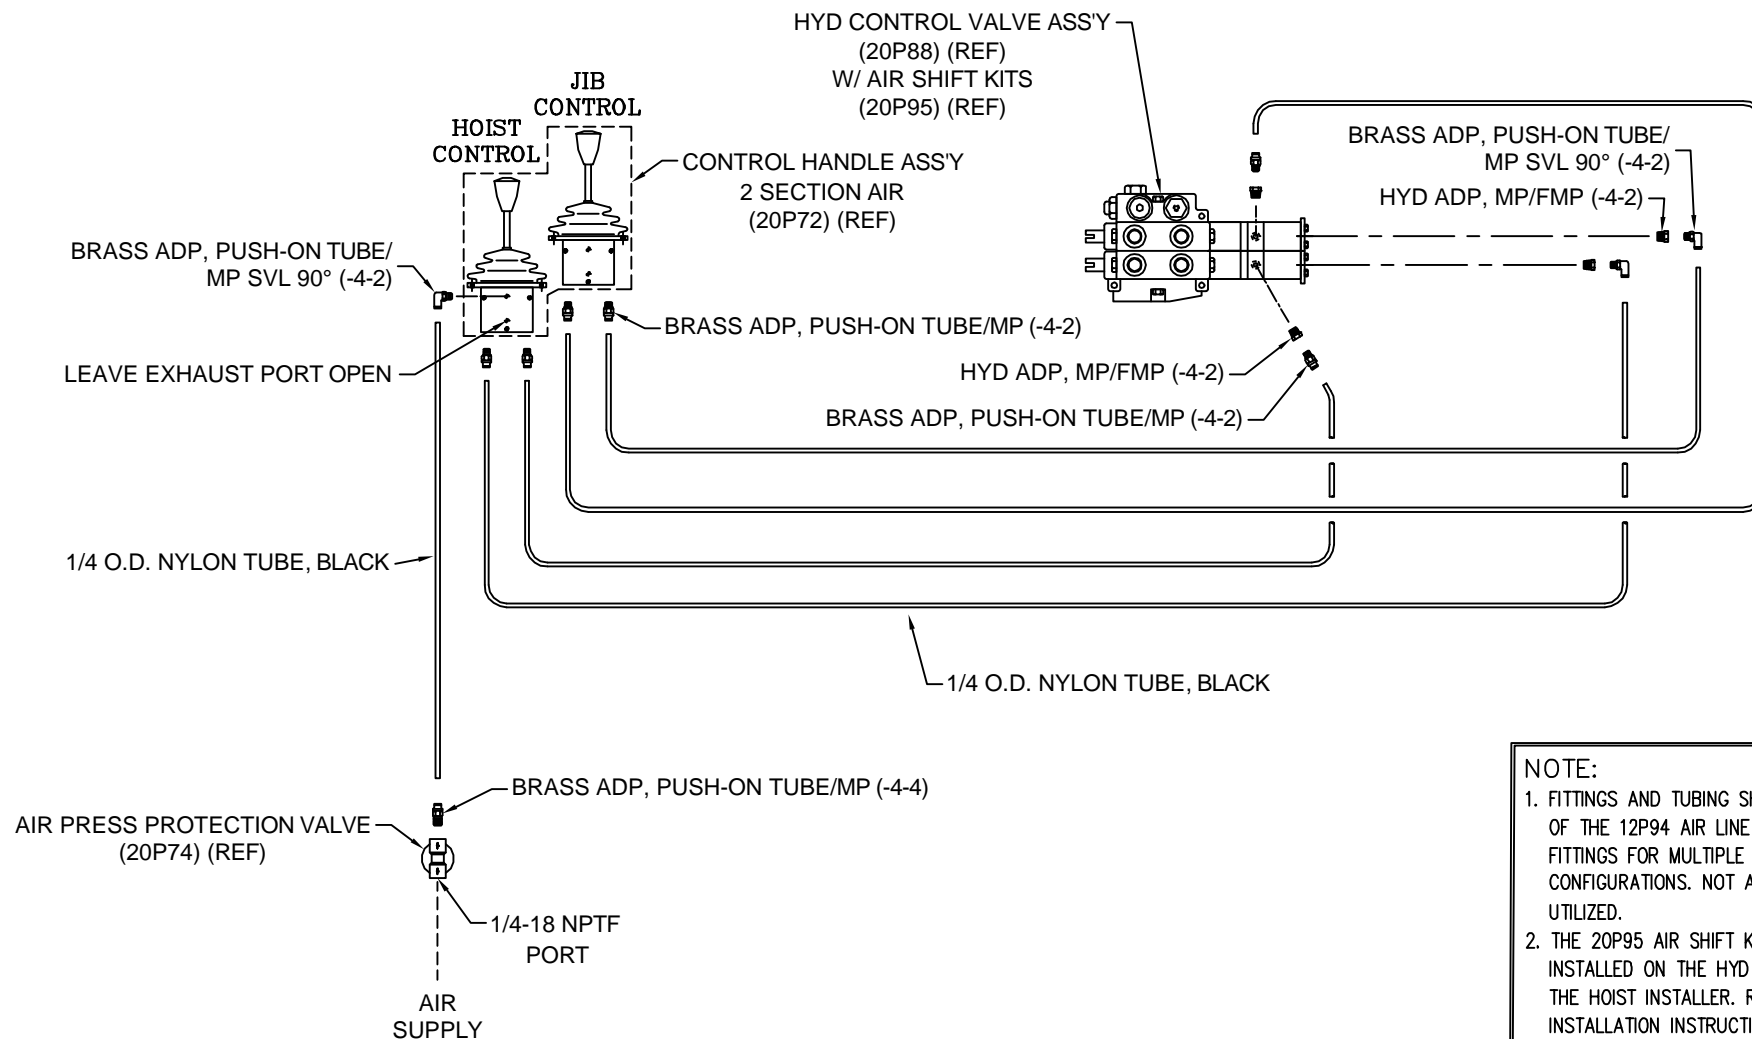 HYD CONTROL VALVE ASS'Y
(20P88) (REF)
W/ AIR SHIFT KITS
(20P95) (REF)
JIB
CONTROL
HOIST
CONTROL
CONTROL HANDLE ASS'Y
2 SECTION AIR
(20P72) (REF)
BRASS ADP, PUSH-ON TUBE/
MP SVL 90° (-4-2)
HYD ADP, MP/FMP (-4-2)
BRASS ADP, PUSH-ON TUBE/
MP SVL 90° (-4-2)
BRASS ADP, PUSH-ON TUBE/MP (-4-2)
LEAVE EXHAUST PORT OPEN
HYD ADP, MP/FMP (-4-2)
BRASS ADP, PUSH-ON TUBE/MP (-4-2)
1/4 O.D. NYLON TUBE, BLACK
1/4 O.D. NYLON TUBE, BLACK
BRASS ADP, PUSH-ON TUBE/MP (-4-4)
AIR PRESS PROTECTION VALVE
(20P74) (REF)
1/4-18 NPTF
PORT
AIR
SUPPLY
NOTE:
1. FITTINGS AND TUBING
OF THE 12P94 AIR LINE
FITTINGS FOR MULTIPLE
CONFIGURATIONS. NOT
UTILIZED.
2. THE 20P95 AIR SHIFT
INSTALLED ON THE HYD
THE HOIST INSTALLER.
INSTALLATION